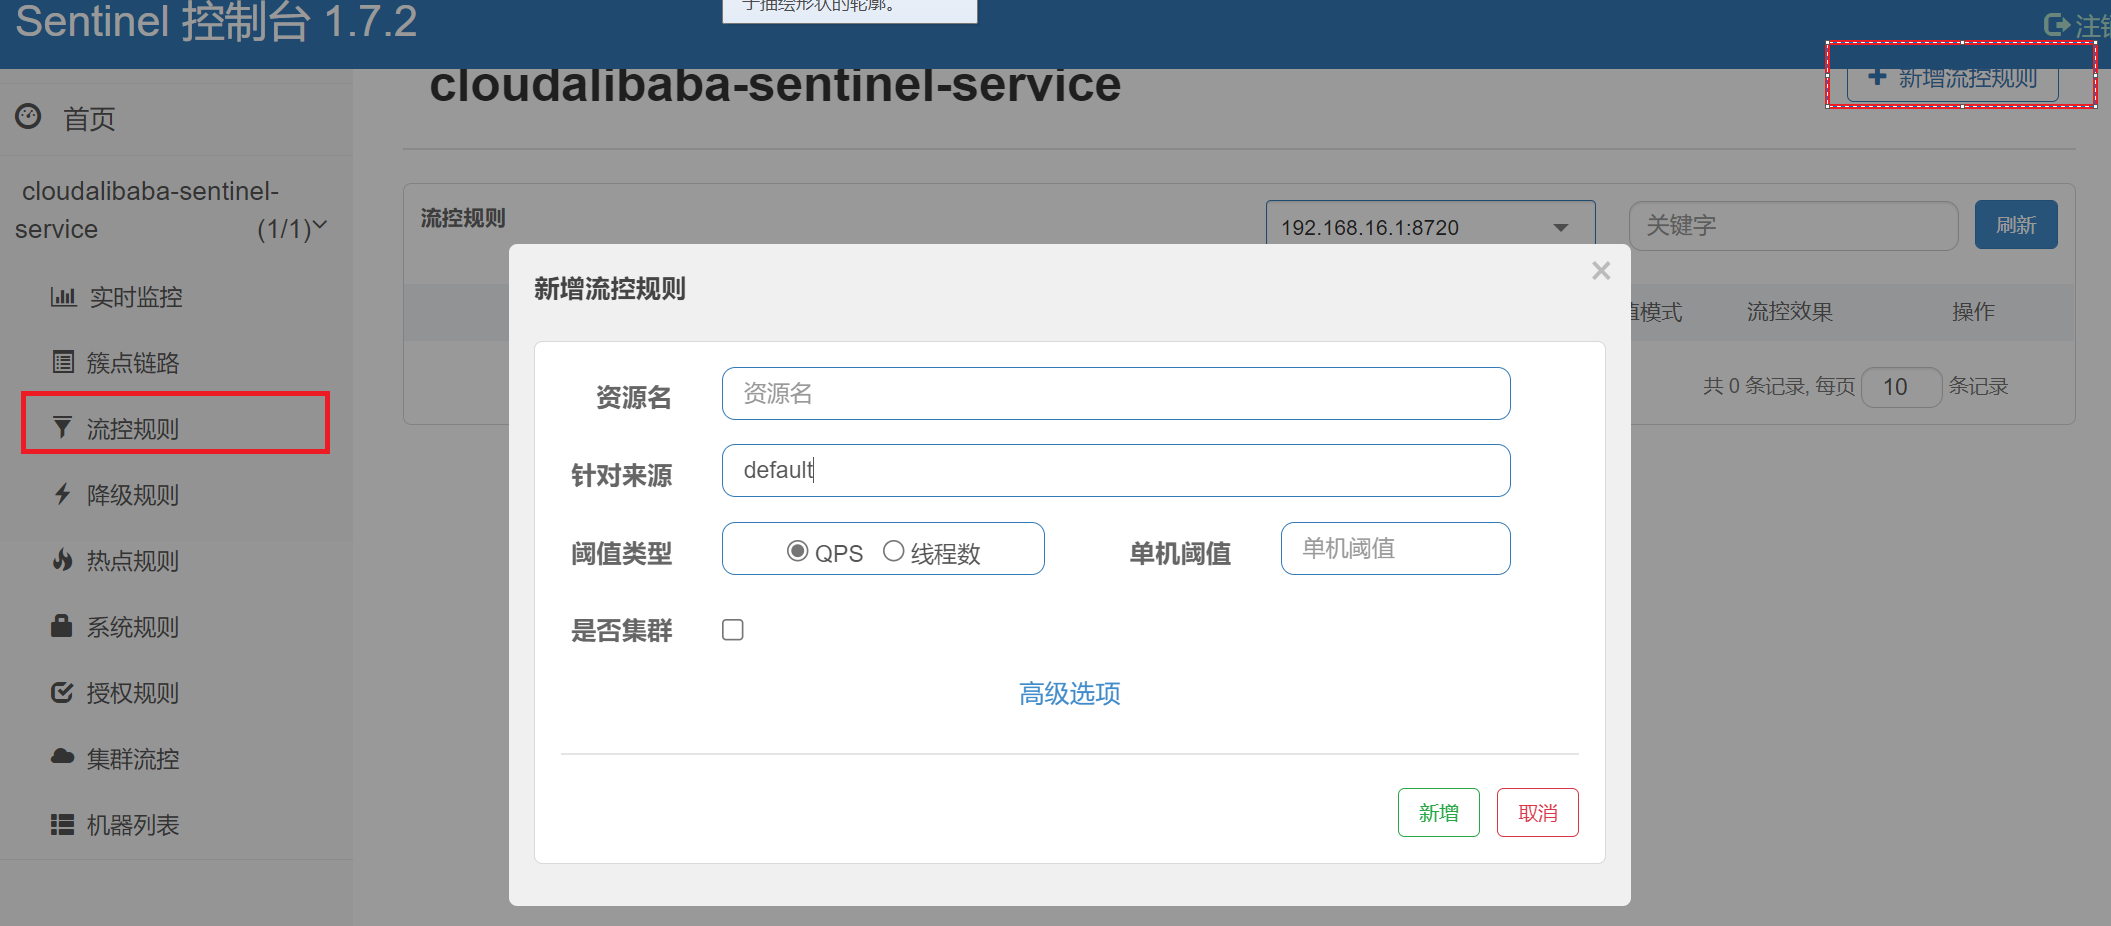 Sentinel 控制台 1.7.2
于描绘形状的轮廓。
cloudalibaba-sentinel-service
新增流控规则
首页
cloudalibaba-sentinel-
service (1/1)
实时监控
簇点链路
流控规则
降级规则
热点规则
系统规则
授权规则
集群流控
机器列表
流控规则
192.168.16.1:8720
关键字
刷新
值模式 流控效果 操作
共 0 条记录, 每页 10 条记录
新增流控规则
×
资源名 资源名
针对来源 default
阈值类型 QPS 线程数 单机阈值 单机阈值
是否集群
高级选项
新增 取消